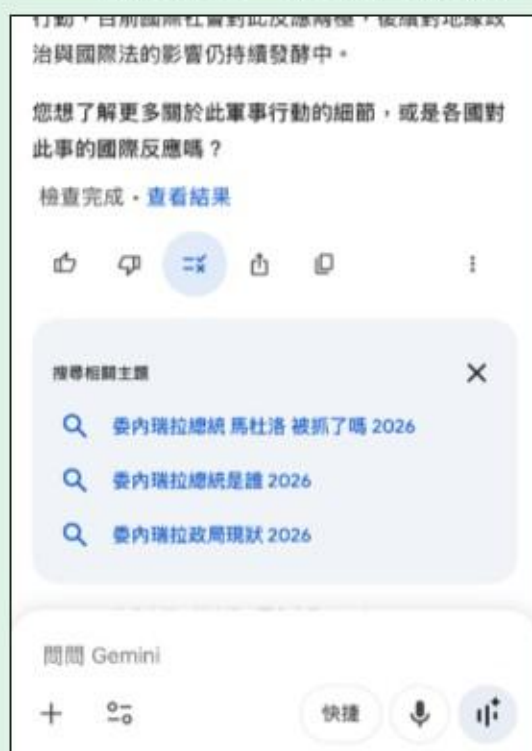 行動，目前國際社會對此反應兩極，後續對地緣政
治與國際法的影響仍持續發酵中。
您想了解更多關於此軍事行動的細節，或是各國對
此事的國際反應嗎？
檢查完成・查看結果
搜尋相關主題
委內瑞拉總統 馬杜洛 被抓了嗎 2026
委內瑞拉總統是誰 2026
委內瑞拉政局現狀 2026
問問 Gemini
快捷